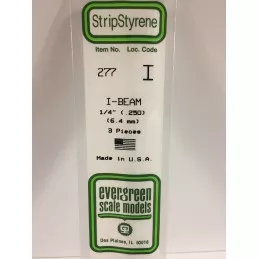 StripStyrene
Item No. Loc. Code
277 I
I-BEAM
1/4" (.250)
(6.4 mm)
3 Pieces
Made in U.S.A.
evergreen
scale models
Des Plaines, IL 60018